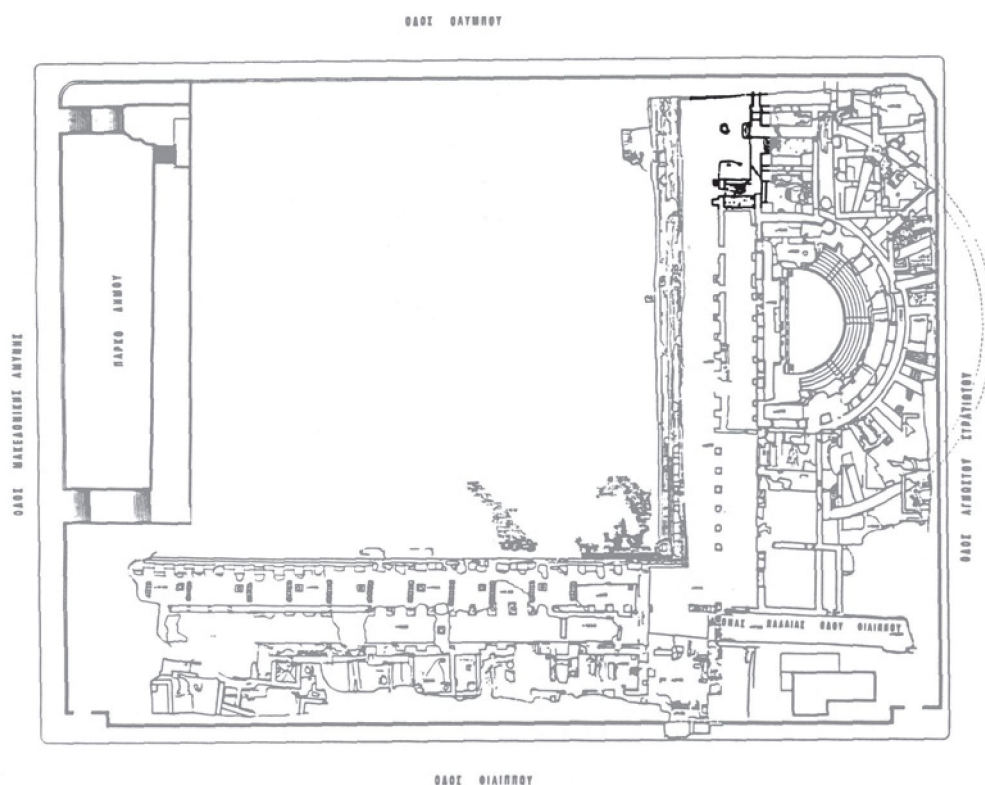 ΟΔΟΣ ΟΛΥΜΠΟΥ
ΟΔΟΣ ΜΑΚΕΔΟΝΙΚΗΣ ΑΜΥΝΗΣ
ΠΑΡΚΟ ΔΗΜΟΥ
ΟΔΟΣ ΑΓΝΩΣΤΟΥ ΣΤΡΑΤΙΩΤΟΥ
ΠΑΛΑΙΑΣ ΟΔΟΥ ΦΙΛΙΠΠΟΥ
ΟΔΟΣ ΦΙΛΙΠΠΟΥ